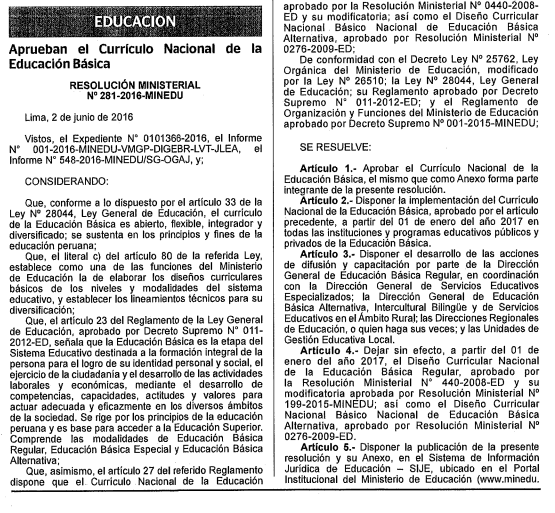 EDUCACION
Aprueban el Currículo Nacional de la
Educación Básica
RESOLUCIÓN MINISTERIAL
Nº 281-2016-MINEDU
Lima, 2 de junio de 2016
Vistos, el Expediente N° 0101366-2016, el Informe
N° 001-2016-MINEDU-VMGP-DIGEBR-LVT-JLEA, el
Informe N° 548-2016-MINEDU/SG-OGAJ, y;
CONSIDERANDO:
Que, conforme a lo dispuesto por el artículo 33 de la
Ley Nº 28044, Ley General de Educación, el currículo
de la Educación Básica es abierto, flexible, integrador y
diversificado; se sustenta en los principios y fines de la
educación peruana;
Que, el literal c) del artículo 80 de la referida Ley,
establece como una de las funciones del Ministerio
de Educación la de elaborar los diseños curriculares
básicos de los niveles y modalidades del sistema
educativo, y establecer los lineamientos técnicos para su
diversificación;
Que, el artículo 23 del Reglamento de la Ley General
de Educación, aprobado por Decreto Supremo N° 011-
2012-ED, señala que la Educación Básica es la etapa del
Sistema Educativo destinada a la formación integral de la
persona para el logro de su identidad personal y social, el
ejercicio de la ciudadanía y el desarrollo de las actividades
laborales y económicas, mediante el desarrollo de
competencias, capacidades, actitudes y valores para
actuar adecuada y eficazmente en los diversos ámbitos
de la sociedad. Se rige por los principios de la educación
peruana y es base para acceder a la Educación Superior.
Comprende las modalidades de Educación Básica
Regular, Educación Básica Especial y Educación Básica
Alternativa;
Que, asimismo, el artículo 27 del referido Reglamento
dispone que el Currículo Nacional de la Educación
aprobado por la Resolución Ministerial Nº 0440-2008-
ED y su modificatoria; así como el Diseño Curricular
Nacional Básico Nacional de Educación Básica
Alternativa, aprobado por Resolución Ministerial Nº
0276-2009-ED;
De conformidad con el Decreto Ley Nº 25762, Ley
Orgánica del Ministerio de Educación, modificado
por la Ley Nº 26510; la Ley Nº 28044, Ley General
de Educación; su Reglamento aprobado por Decreto
Supremo N° 011-2012-ED; y el Reglamento de
Organización y Funciones del Ministerio de Educación
aprobado por Decreto Supremo Nº 001-2015-MINEDU;
SE RESUELVE:
Artículo 1.- Aprobar el Currículo Nacional de la
Educación Básica, el mismo que como Anexo forma parte
integrante de la presente resolución.
Artículo 2.- Disponer la implementación del Currículo
Nacional de la Educación Básica, aprobado por el artículo
precedente, a partir del 01 de enero del año 2017 en
todas las instituciones y programas educativos públicos y
privados de la Educación Básica.
Artículo 3.- Disponer el desarrollo de las acciones
de difusión y capacitación por parte de la Dirección
General de Educación Básica Regular, en coordinación
con la Dirección General de Servicios Educativos
Especializados; la Dirección General de Educación
Básica Alternativa, Intercultural Bilingüe y de Servicios
Educativos en el Ámbito Rural; las Direcciones Regionales
de Educación, o quien haga sus veces; y las Unidades de
Gestión Educativa Local.
Artículo 4.- Dejar sin efecto, a partir del 01 de
enero del año 2017, el Diseño Curricular Nacional
de la Educación Básica Regular, aprobado por
la Resolución Ministerial N° 440-2008-ED y su
modificatoria aprobada por Resolución Ministerial Nº
199-2015-MINEDU; así como el Diseño Curricular
Nacional Básico Nacional de Educación Básica
Alternativa, aprobado por Resolución Ministerial Nº
0276-2009-ED.
Artículo 5.- Disponer la publicación de la presente
resolución y su Anexo, en el Sistema de Información
Jurídica de Educación – SIJE, ubicado en el Portal
Institucional del Ministerio de Educación (www.minedu.